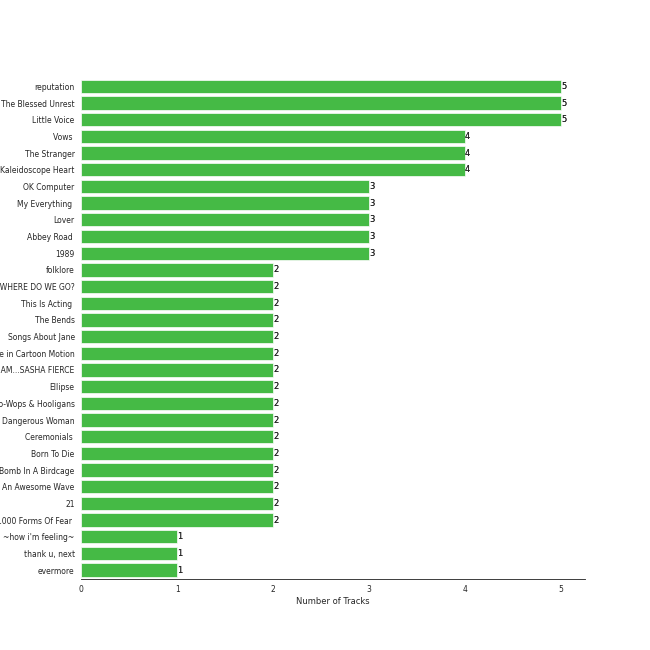 reputation 5
The Blessed Unrest 5
Little Voice 5
Vows 4
The Stranger 4
Kaleidoscope Heart 4
OK Computer 3
My Everything 3
Lover 3
Abbey Road 3
1989 3
folklore 2
WHERE DO WE GO? 2
This Is Acting 2
The Bends 2
Songs About Jane 2
e in Cartoon Motion 2
AM...SASHA FIERCE 2
Ellipse 2
o-Wops & Hooligans 2
Dangerous Woman 2
Ceremonials 2
Born To Die 2
Bomb In A Birdcage 2
An Awesome Wave 2
21 2
000 Forms Of Fear 2
~how i'm feeling~ 1
thank u, next 1
evermore 1
0 1 2 3 4 5
Number of Tracks